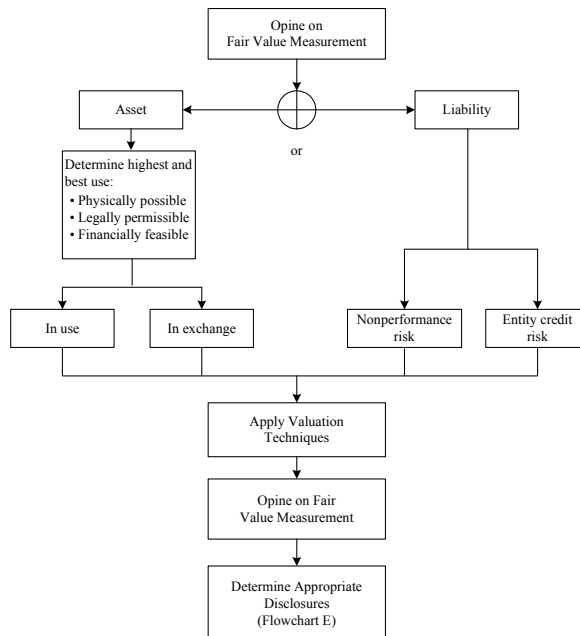 Opine on
Fair Value Measurement
Asset
Liability
or
Determine highest and
best use:
• Physically possible
• Legally permissible
• Financially feasible
In use
In exchange
Nonperformance
risk
Entity credit
risk
Apply Valuation
Techniques
Opine on Fair
Value Measurement
Determine Appropriate
Disclosures
(Flowchart E)